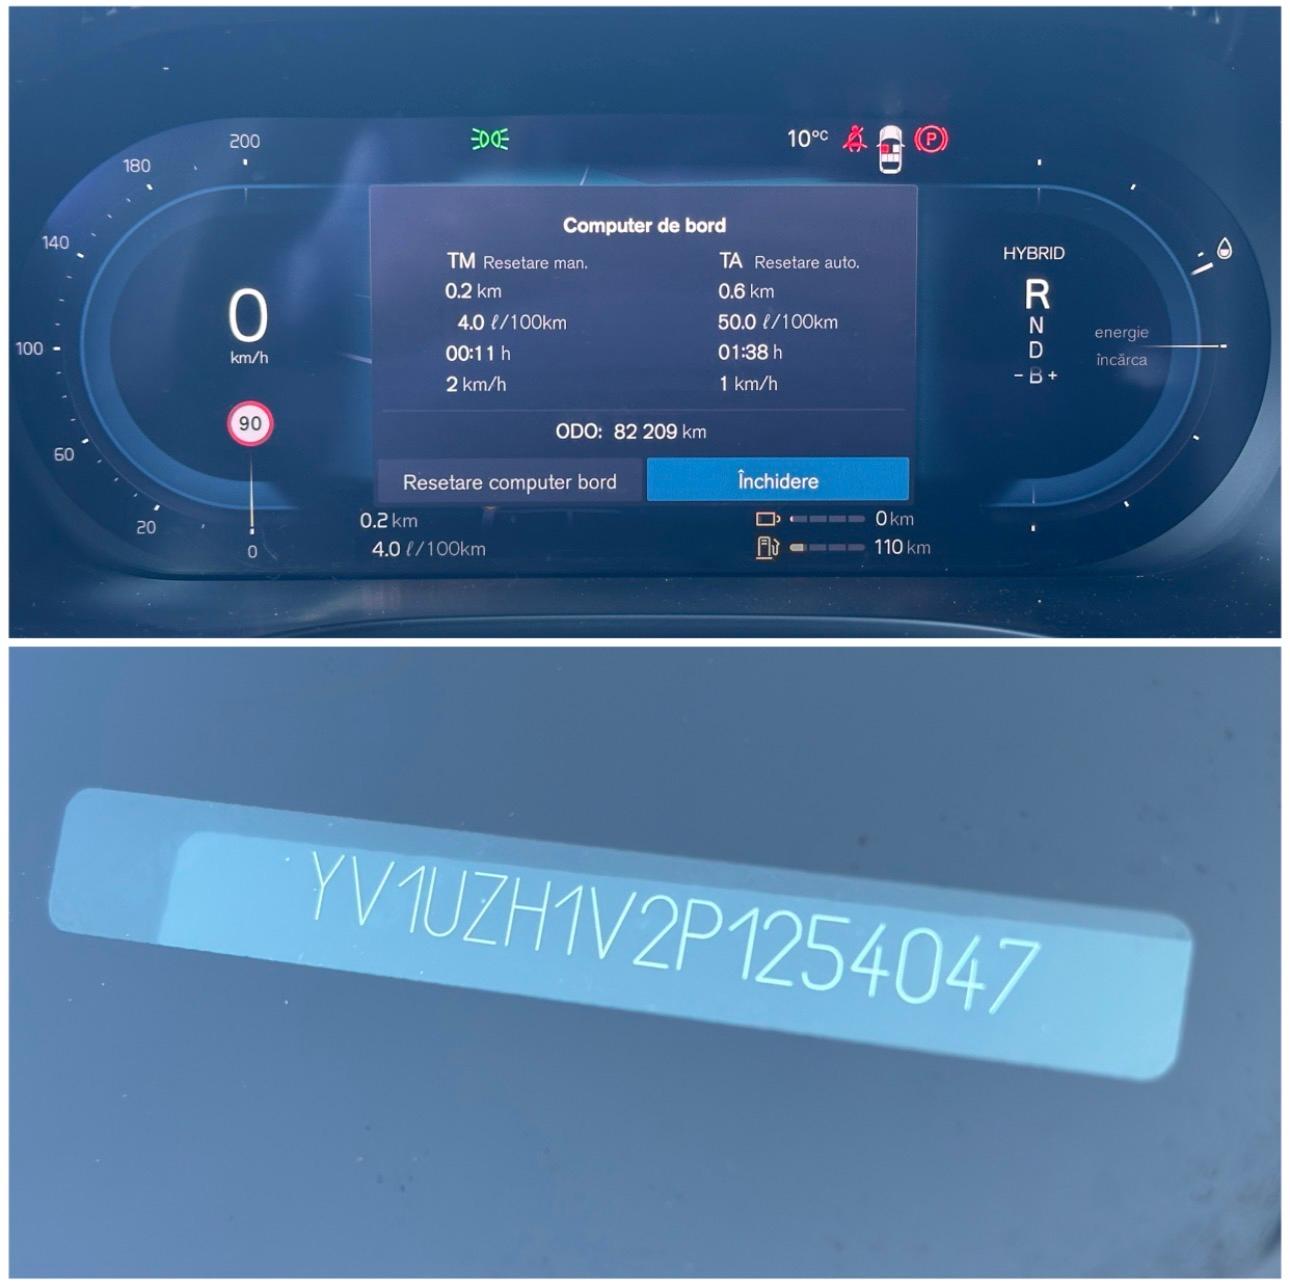 200
180
140
100
60
20
0
0
km/h
90
10°C
P
Computer de bord
TM Resetare man.
TA Resetare auto.
0.2 km
0.6 km
4.0 ℓ/100km
50.0 ℓ/100km
00:11 h
01:38 h
2 km/h
1 km/h
ODO: 82 209 km
Resetare computer bord
Închidere
0.2 km
4.0 ℓ/100km
0 km
110 km
HYBRID
R
N
D
- B +
energie
încărca
YV1UZH1V2P1254047